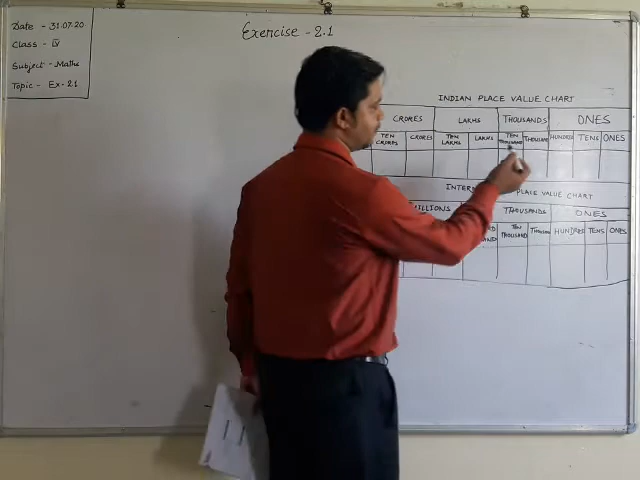 Date - 31.07.20
Class - IV
Subject - Maths
Topic - Ex-2.1
Exercise - 2.1
INDIAN PLACE VALUE CHART
CRORES LAKHS THOUSANDS ONES
TEN CRORES CRORES TEN LAKHS LAKHS TEN THOUSAND THOUSAND HUNDRED TENS ONES
PLACE VALUE CHART
THOUSANDS ONES
TEN THOUSAND HUNDRED TENS ONES